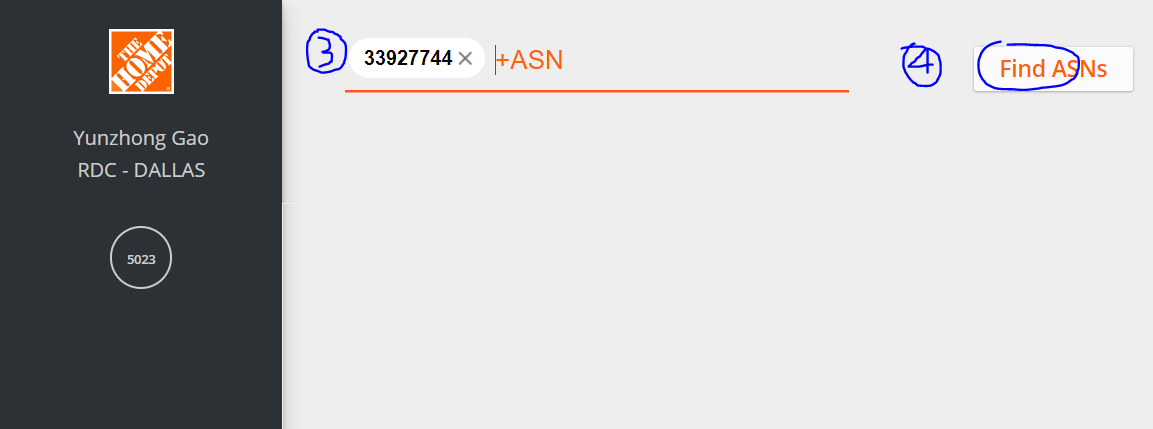 THE
HOME
DEPOT
Yunzhong Gao
RDC - DALLAS
5023
3
33927744 ×
+ASN
4
Find ASNs